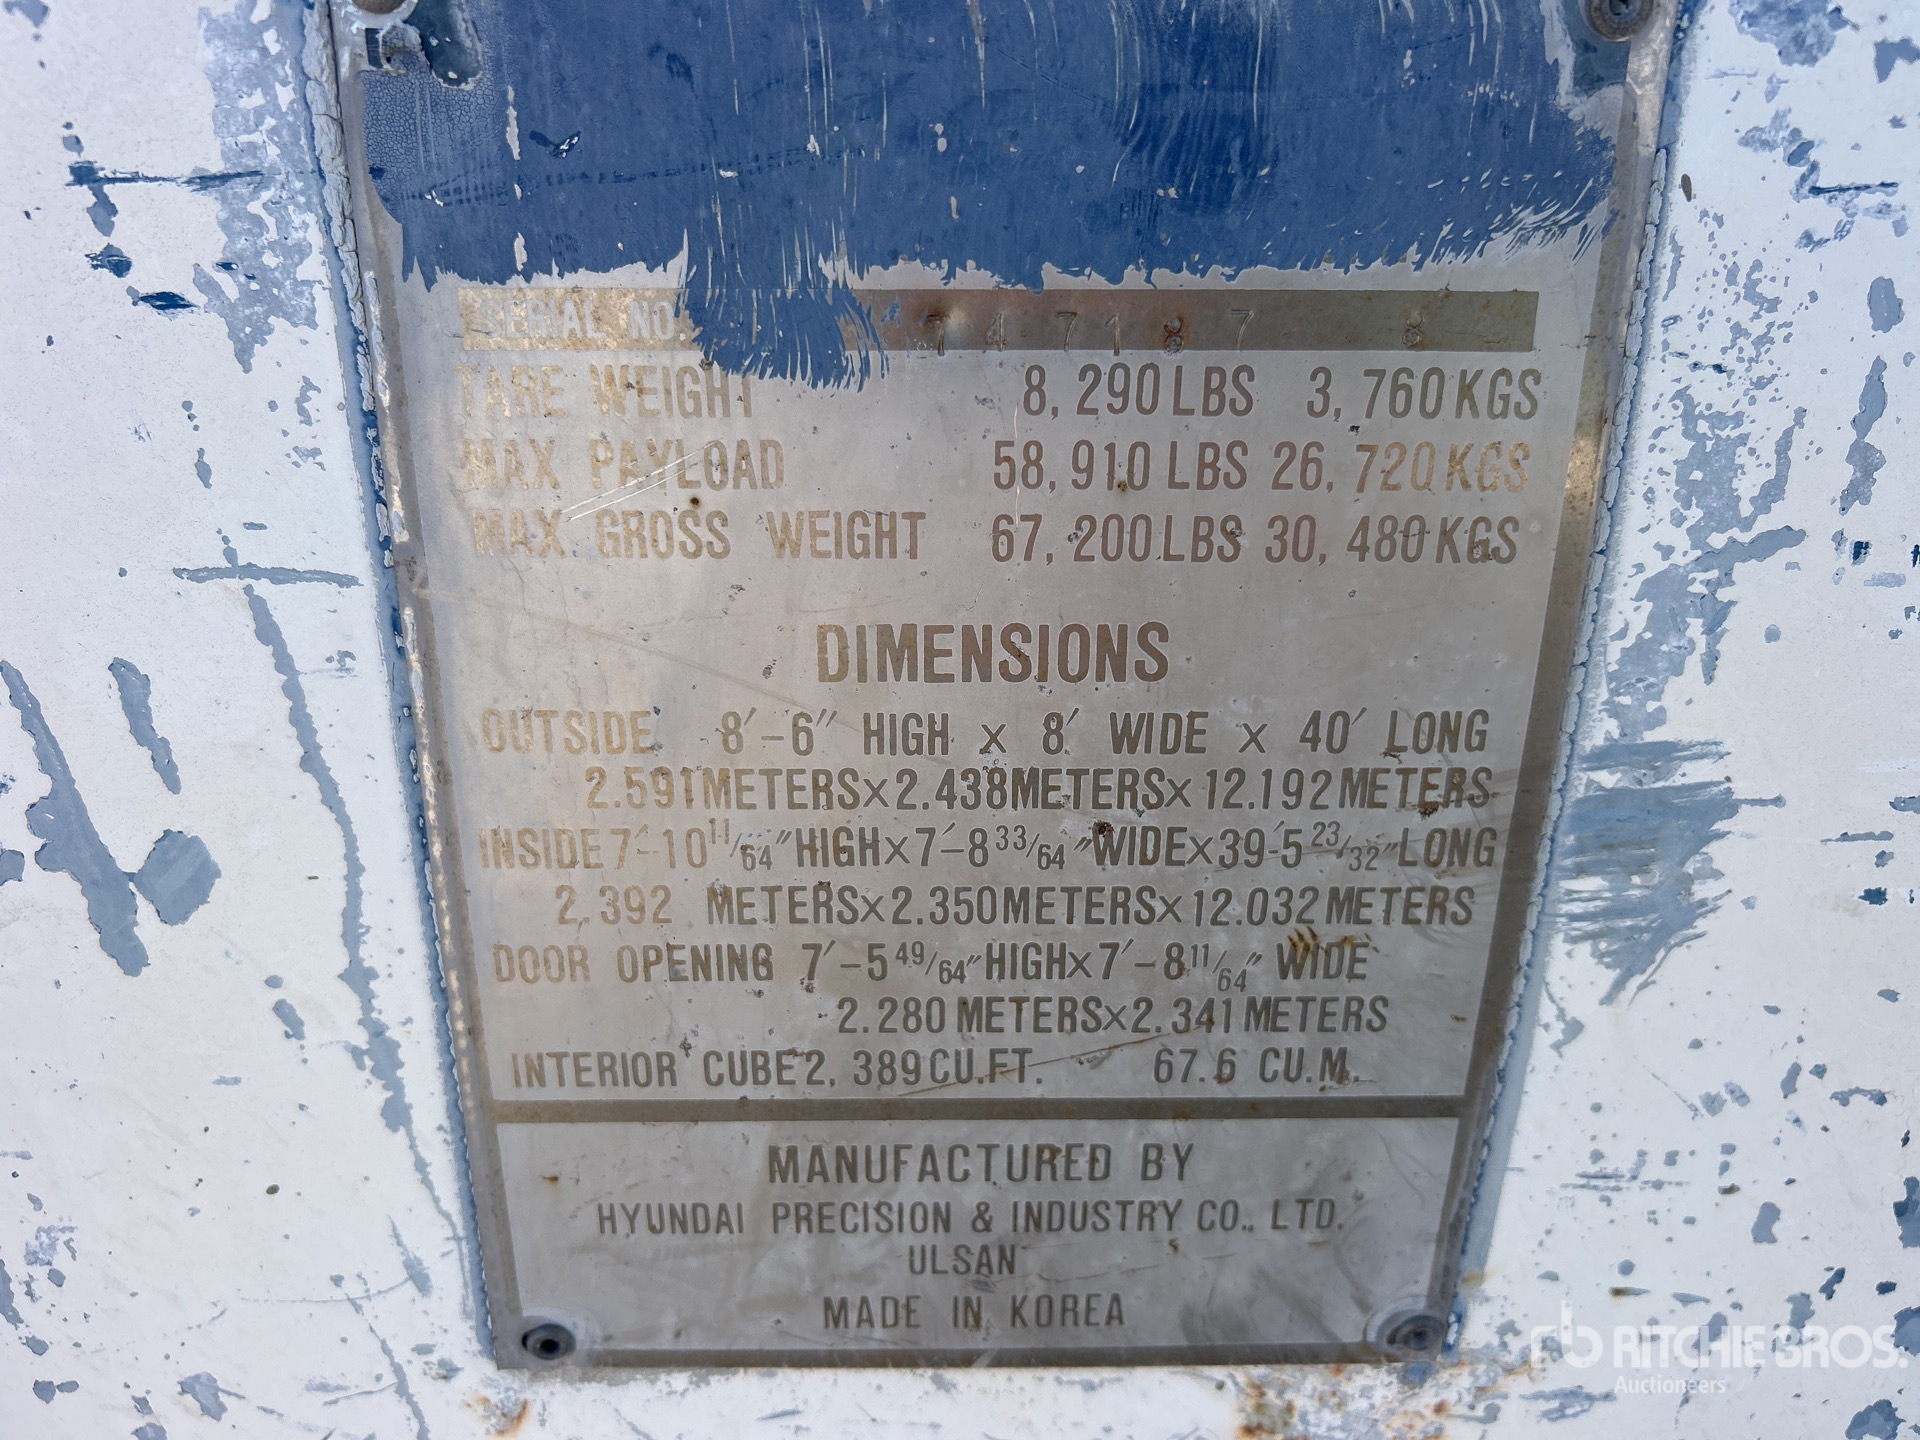 SERIAL NO. 747187 8
TARE WEIGHT 8,290 LBS 3,760 KGS
MAX PAYLOAD 58,910 LBS 26,720 KGS
MAX GROSS WEIGHT 67,200 LBS 30,480 KGS
DIMENSIONS
OUTSIDE 8'-6" HIGH x 8' WIDE x 40' LONG
2.591 METERS x 2.438 METERS x 12.192 METERS
INSIDE 7'-10 11/64" HIGH x 7'-8 33/64" WIDE x 39'-5 23/32" LONG
2,392 METERS x 2.350 METERS x 12.032 METERS
DOOR OPENING 7'-5 49/64" HIGH x 7'-8 11/64" WIDE
2.280 METERS x 2.341 METERS
INTERIOR CUBE 2,389 CU.FT. 67.6 CU.M.
MANUFACTURED BY
HYUNDAI PRECISION & INDUSTRY CO., LTD.
ULSAN
MADE IN KOREA
rb RITCHIE BROS.
Auctioneers